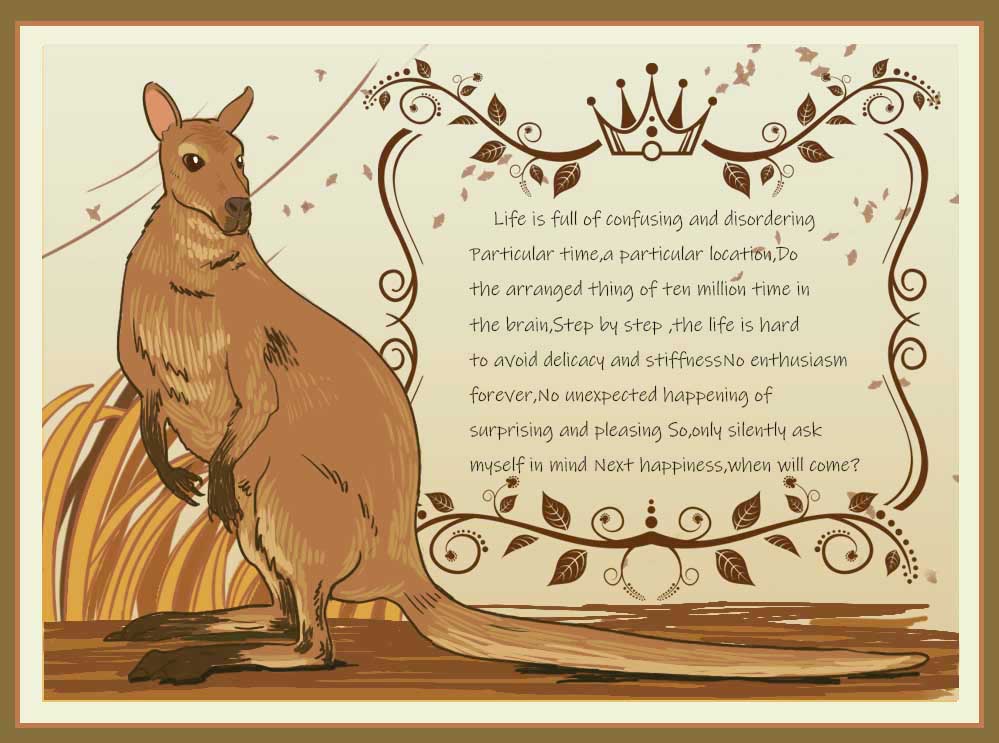 Life is full of confusing and disordering
Particular time,a particular location,Do
the arranged thing of ten million time in
the brain,Step by step ,the life is hard
to avoid delicacy and stiffnessNo enthusiasm
forever,No unexpected happening of
surprising and pleasing So,only silently ask
myself in mind Next happiness,when will come?